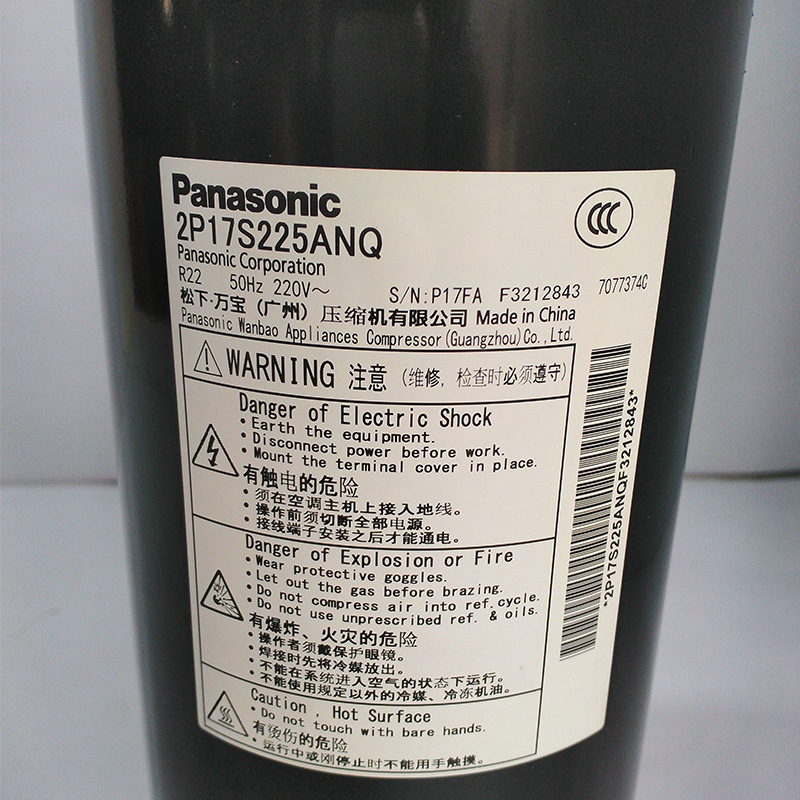 Panasonic
2P17S225ANQ
Panasonic Corporation
R22 50Hz 220V～ S/N:P17FA F3212843 7077374C
松下·万宝（广州）压缩机有限公司 Made in China
Panasonic Wanbao Appliances Compressor(Guangzhou)Co.,Ltd.
CCC
WARNING 注意（维修，检查时必须遵守）
Danger of Electric Shock
·Earth the equipment.
·Disconnect power before work.
·Mount the terminal cover in place.
有触电的危险
·须在空调主机上接入地线。
·操作前须切断全部电源。
·接线端子安装之后才能通电。
Danger of Explosion or Fire
·Wear protective goggles.
·Let out the gas before brazing.
·Do not compress air into ref.cycle.
·Do not use unprescribed ref. & oils.
有爆炸、火灾的危险
·操作者须戴保护眼镜。
·焊接时先将冷媒放出。
·不能在系统进入空气的状态下运行。
·不能使用规定以外的冷媒、冷冻机油。
Caution , Hot Surface
·Do not touch with bare hands.
有烫伤的危险
·运行中或刚停止时不能用手触摸。
*2P17S225ANQF3212843*